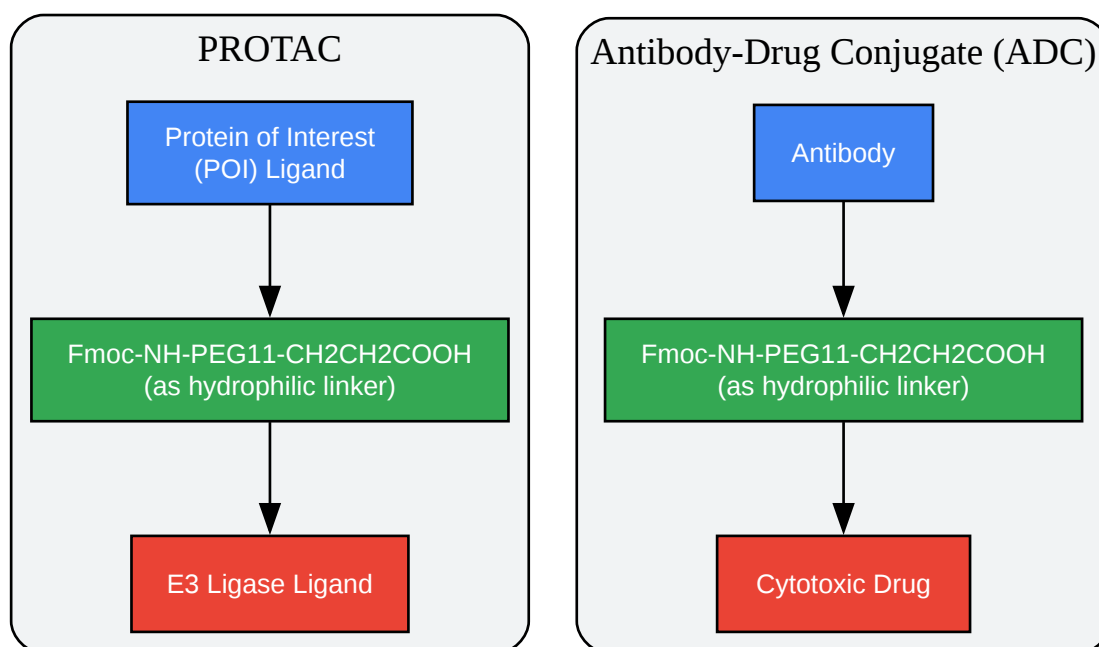 PROTAC
Protein of Interest
(POI) Ligand
Fmoc-NH-PEG11-CH2CH2COOH
(as hydrophilic linker)
E3 Ligase Ligand
Antibody-Drug Conjugate (ADC)
Antibody
Fmoc-NH-PEG11-CH2CH2COOH
(as hydrophilic linker)
Cytotoxic Drug